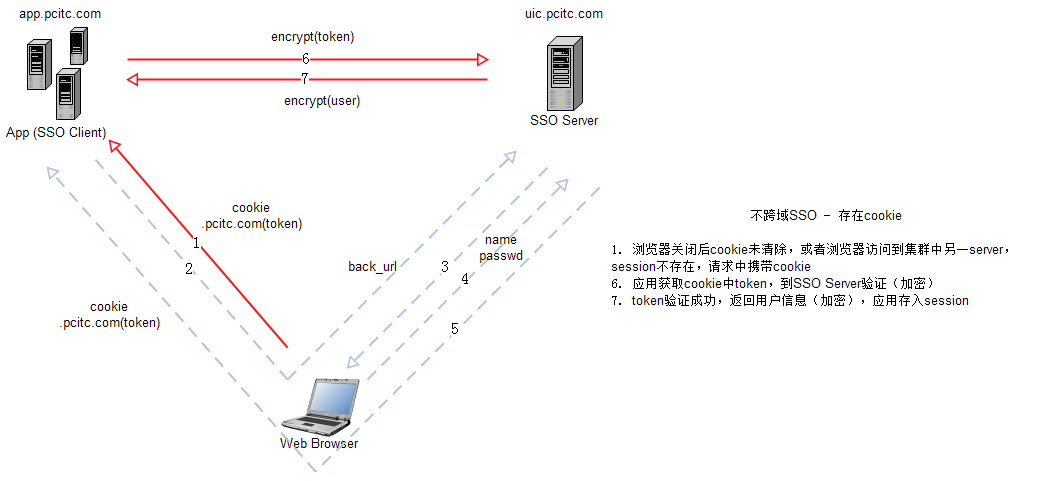 app.pcitc.com
uic.pcitc.com
encrypt(token)
6
7
encrypt(user)
App (SSO Client)
SSO Server
cookie
.pcitc.com(token)
1
2
back_url
name
passwd
3
4
5
cookie
.pcitc.com(token)
Web Browser
不跨域SSO - 存在cookie
1. 浏览器关闭后cookie未清除，或者浏览器访问到集群中另一server，
session不存在，请求中携带cookie
6. 应用获取cookie中token，到SSO Server验证（加密）
7. token验证成功，返回用户信息（加密），应用存入session